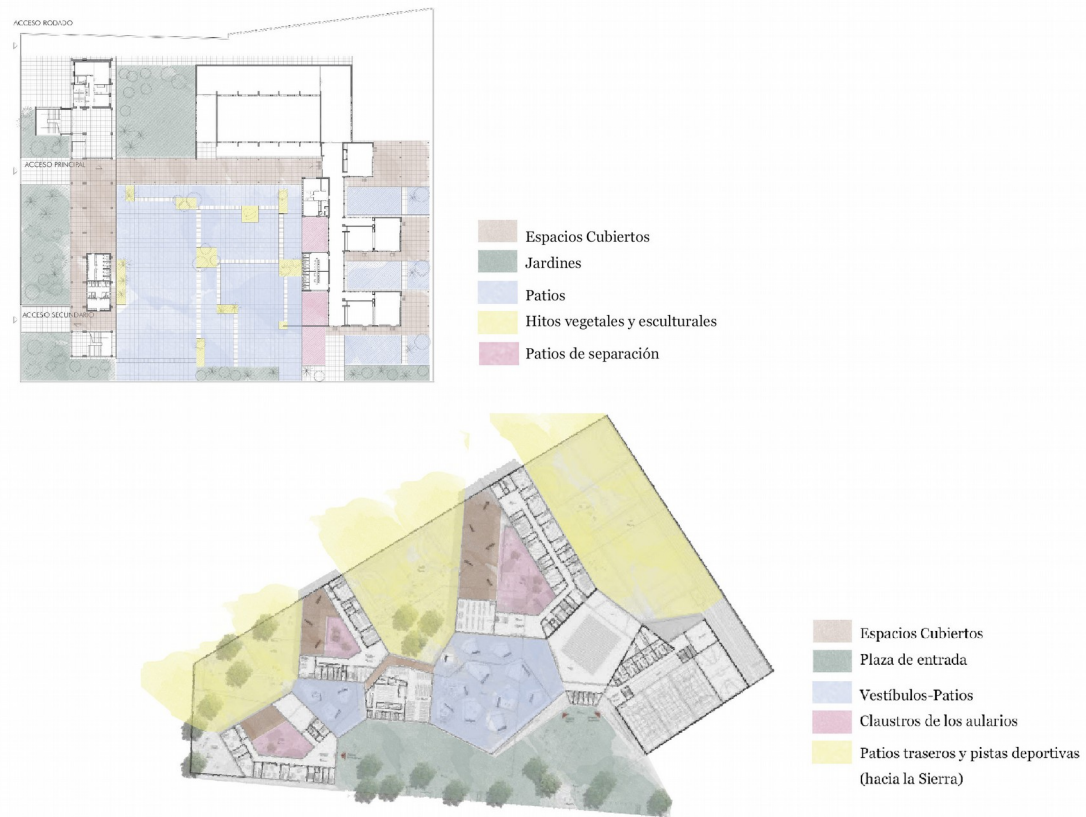 ACCESO RODADO
ACCESO PRINCIPAL
ACCESO SECUNDARIO
Espacios Cubiertos
Jardines
Patios
Hitos vegetales y esculturales
Patios de separación
Espacios Cubiertos
Plaza de entrada
Vestíbulos-Patios
Claustros de los aularios
Patios traseros y pistas deportivas
(hacia la Sierra)